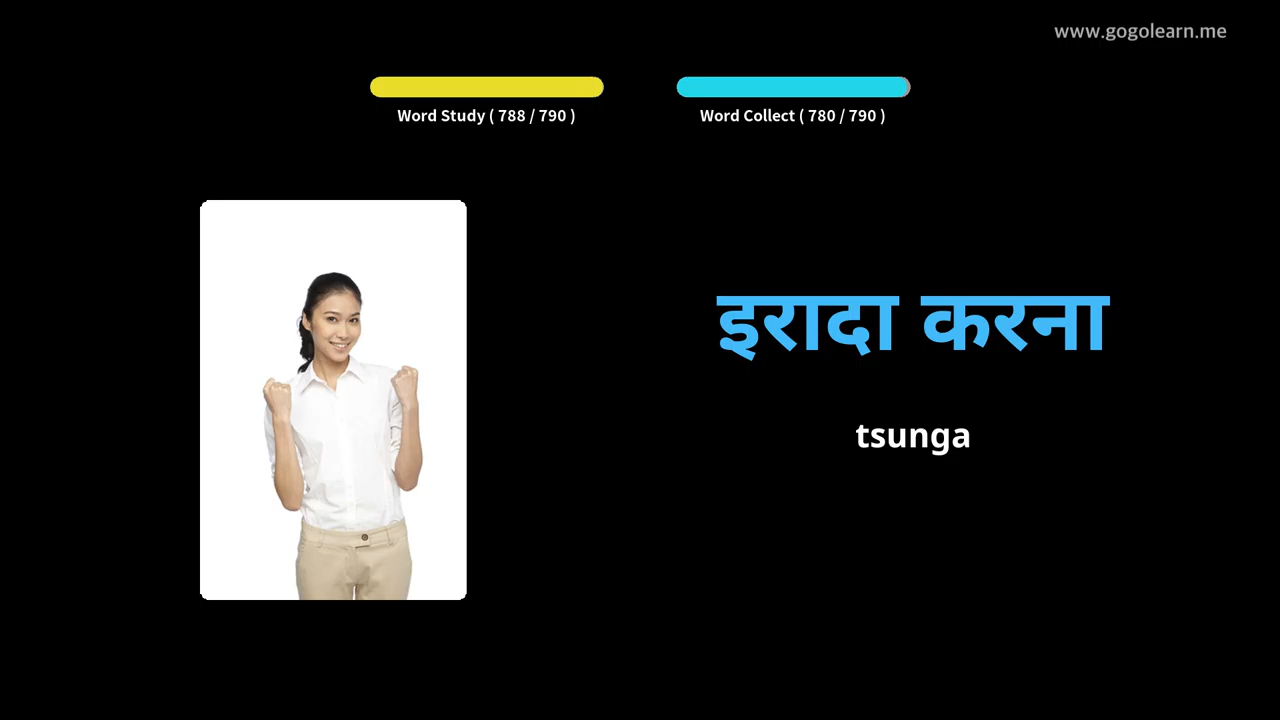 www.gogolearn.me
Word Study ( 788 / 790 )
Word Collect ( 780 / 790 )
इरादा करना
tsunga